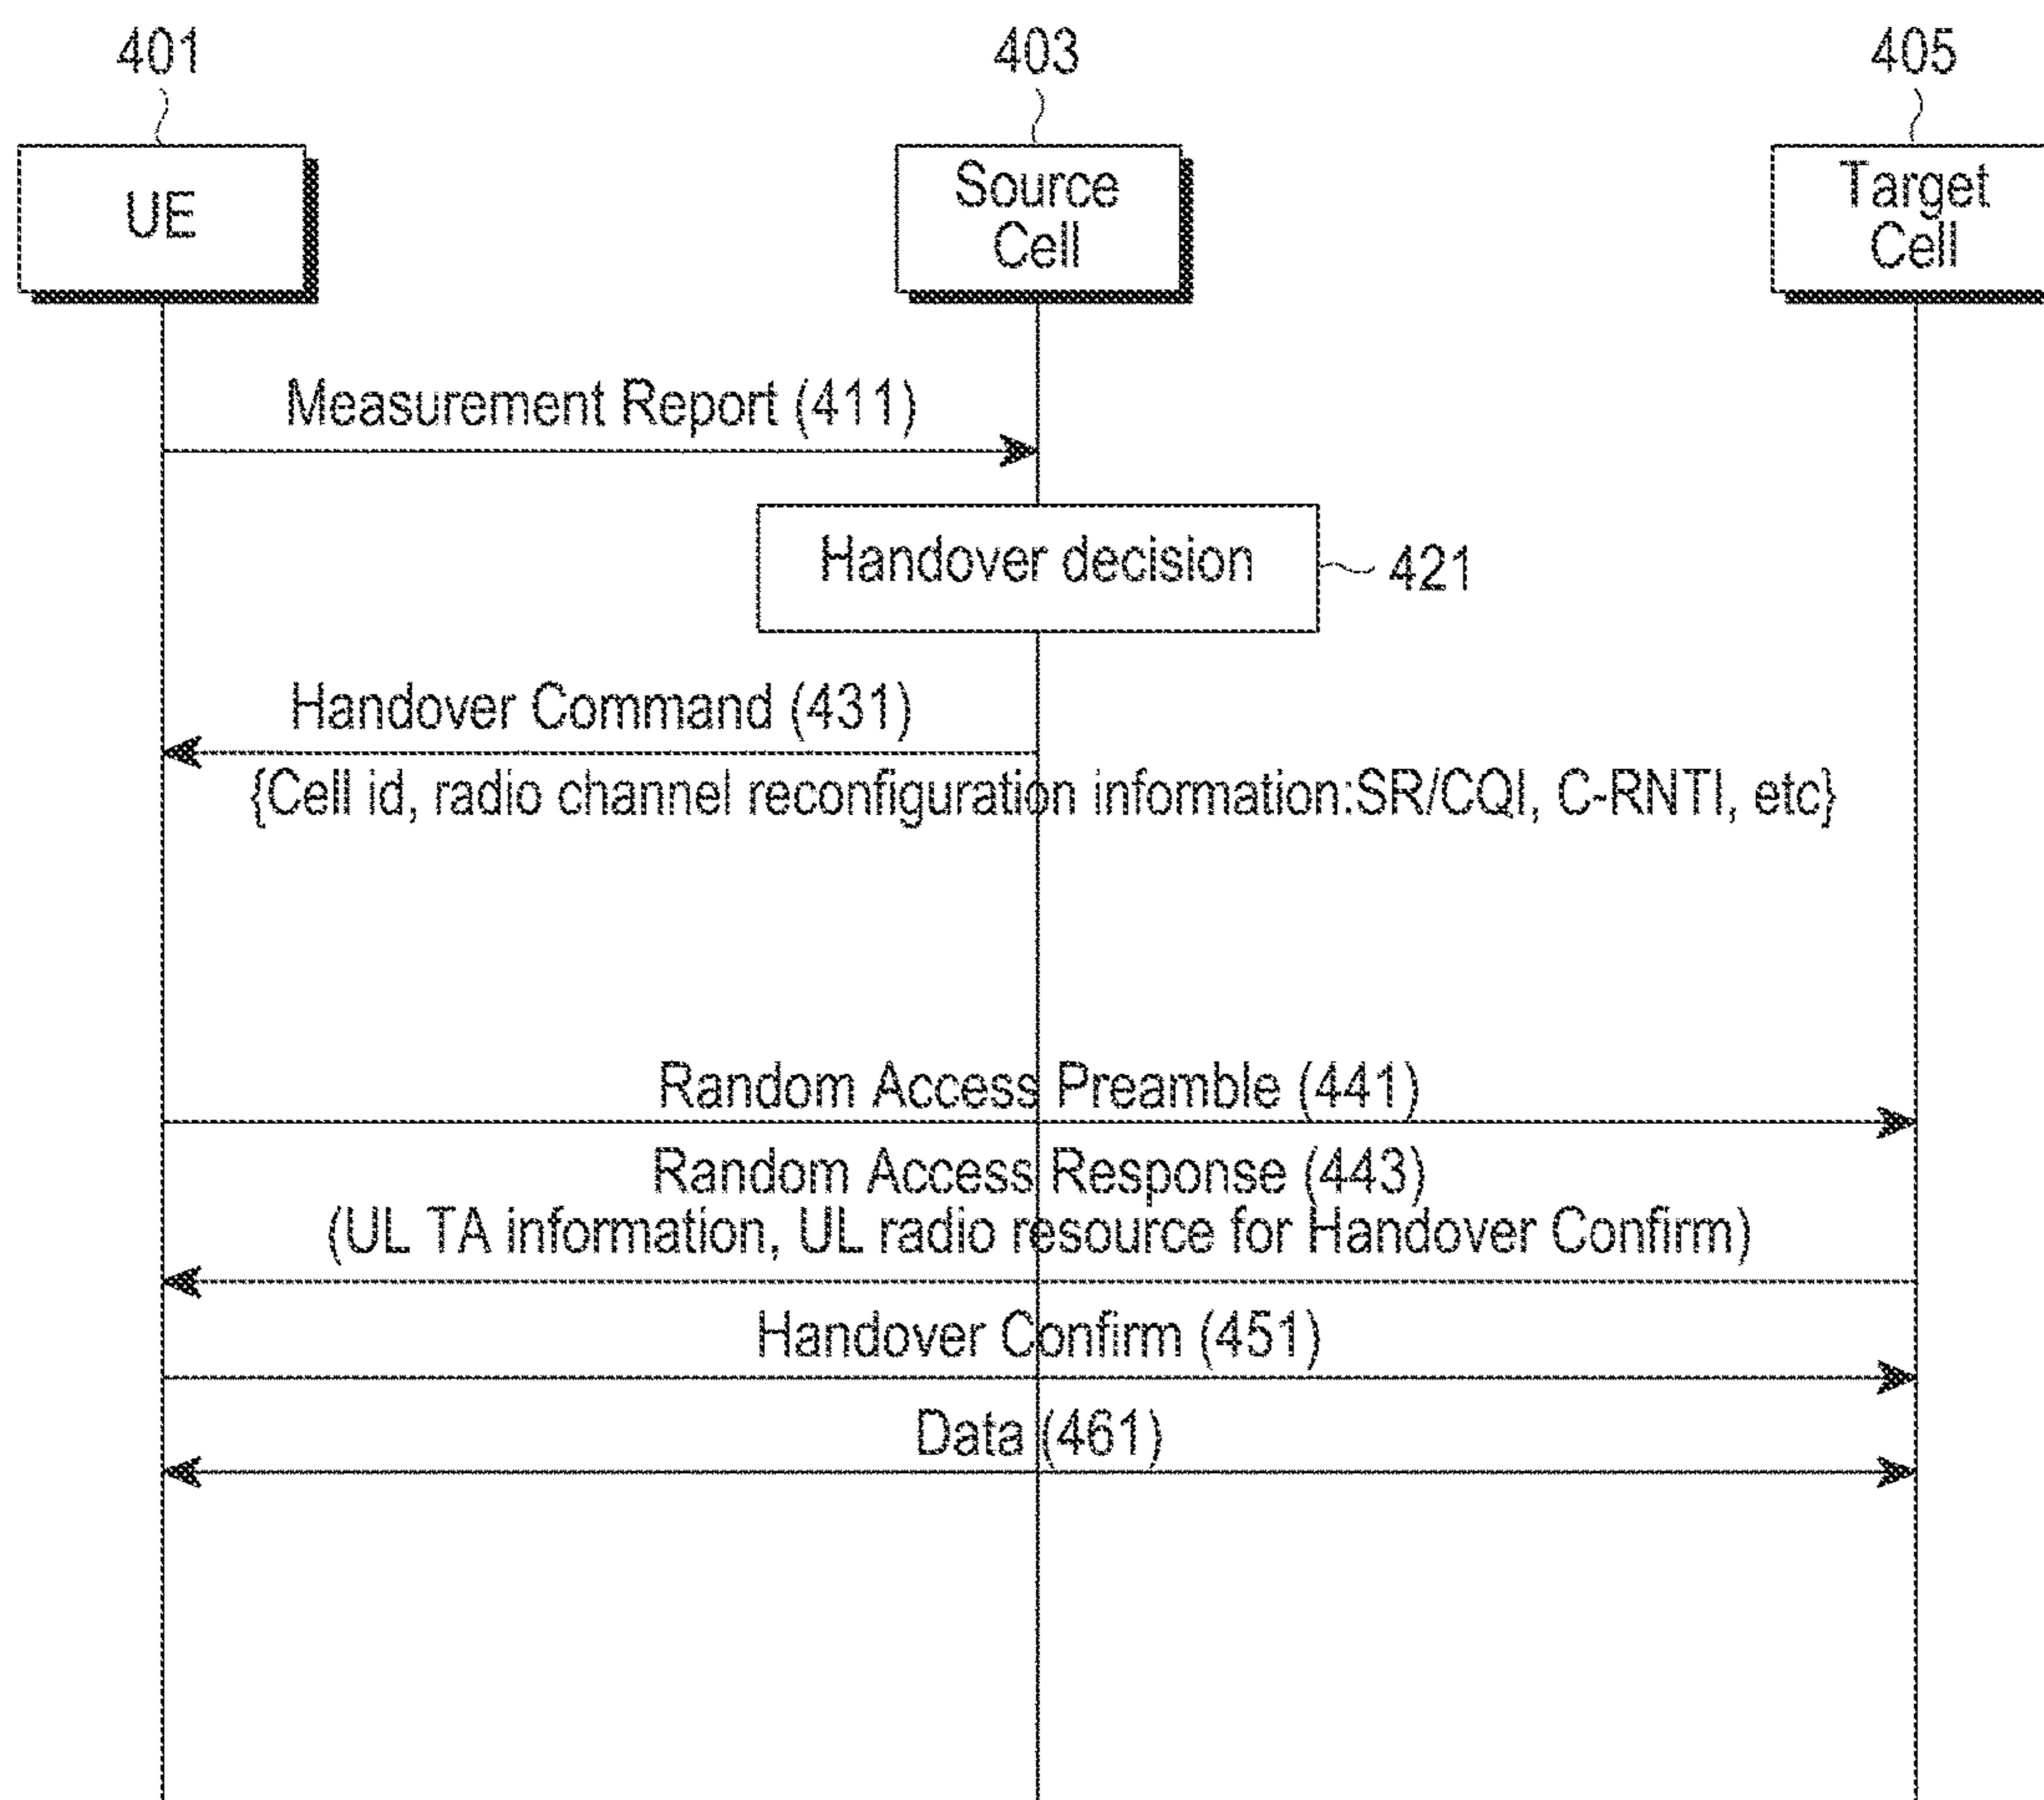 401
403
405
UE
Source
Cell
Target
Cell
Measurement Report (411)
Handover decision
421
Handover Command (431)
{Cell id, radio channel reconfiguration information:SR/CQI, C-RNTI, etc}
Random Access Preamble (441)
Random Access Response (443)
(UL TA information, UL radio resource for Handover Confirm)
Handover Confirm (451)
Data (461)